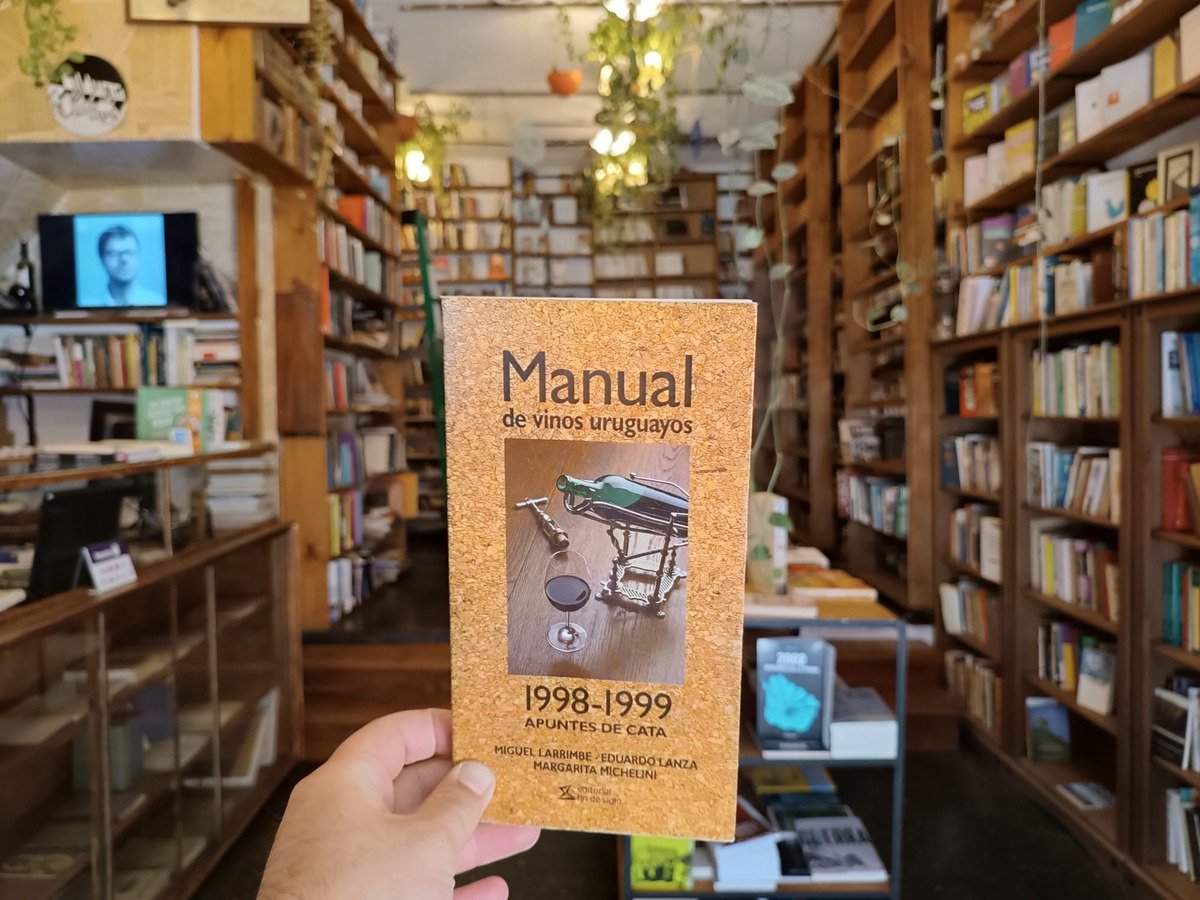 Manual
de vinos uruguayos
1998-1999
APUNTES DE CATA
MIGUEL LARRIMBE - EDUARDO LANZA
MARGARITA MICHELINI
Editorial
fin de siglo